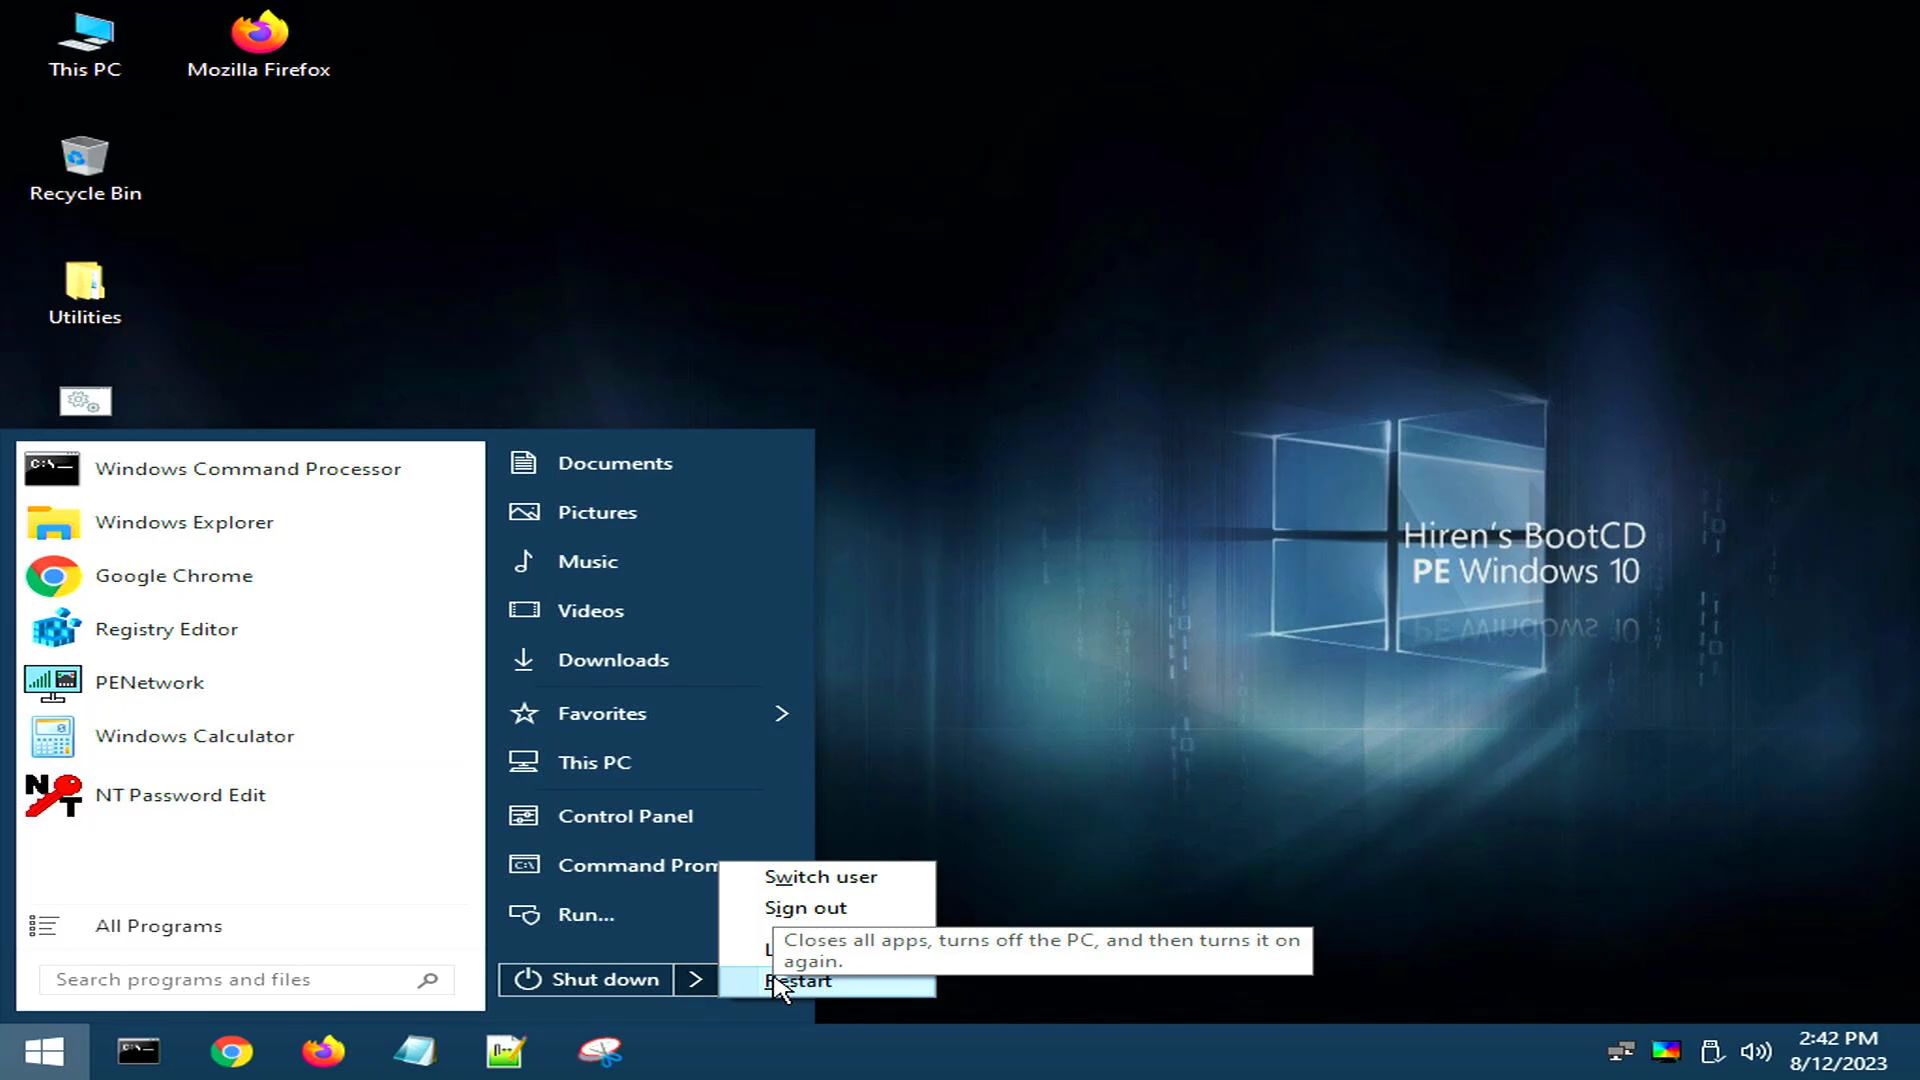 This PC
Mozilla Firefox
Recycle Bin
Utilities
Windows Command Processor
Windows Explorer
Google Chrome
Registry Editor
PENetwork
Windows Calculator
NT Password Edit
All Programs
Search programs and files
Documents
Pictures
Music
Videos
Downloads
Favorites
This PC
Control Panel
Command Prom
Run...
Shut down
Switch user
Sign out
L
Closes all apps, turns off the PC, and then turns it on
again.
Restart
Hiren's BootCD
PE Windows 10
PE Windows 10
2:42 PM
8/12/2023